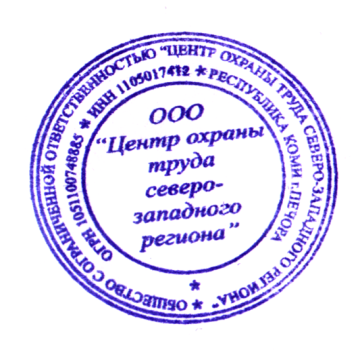 ОБЩЕСТВО С ОГРАНИЧЕННОЙ ОТВЕТСТВЕННОСТЬЮ "ЦЕНТР ОХРАНЫ ТРУДА СЕВЕРО-ЗАПАДНОГО РЕГИОНА" *
ОГРН 1051100748885 * ИНН 1105017412 * РЕСПУБЛИКА КОМИ г.ПЕЧОРА
*
ООО
"Центр охраны
труда
северо-
западного
региона"